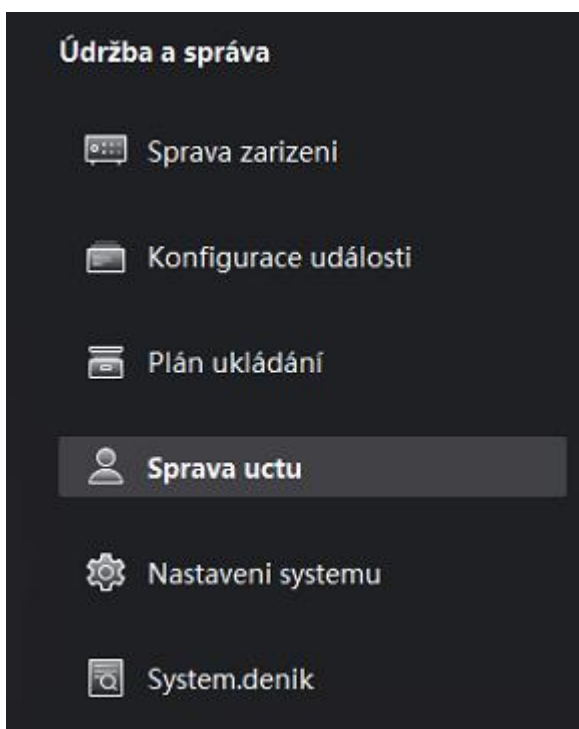 Údržba a správa
Sprava zarizeni
Konfigurace události
Plán ukládání
Sprava uctu
Nastaveni systemu
System.denik